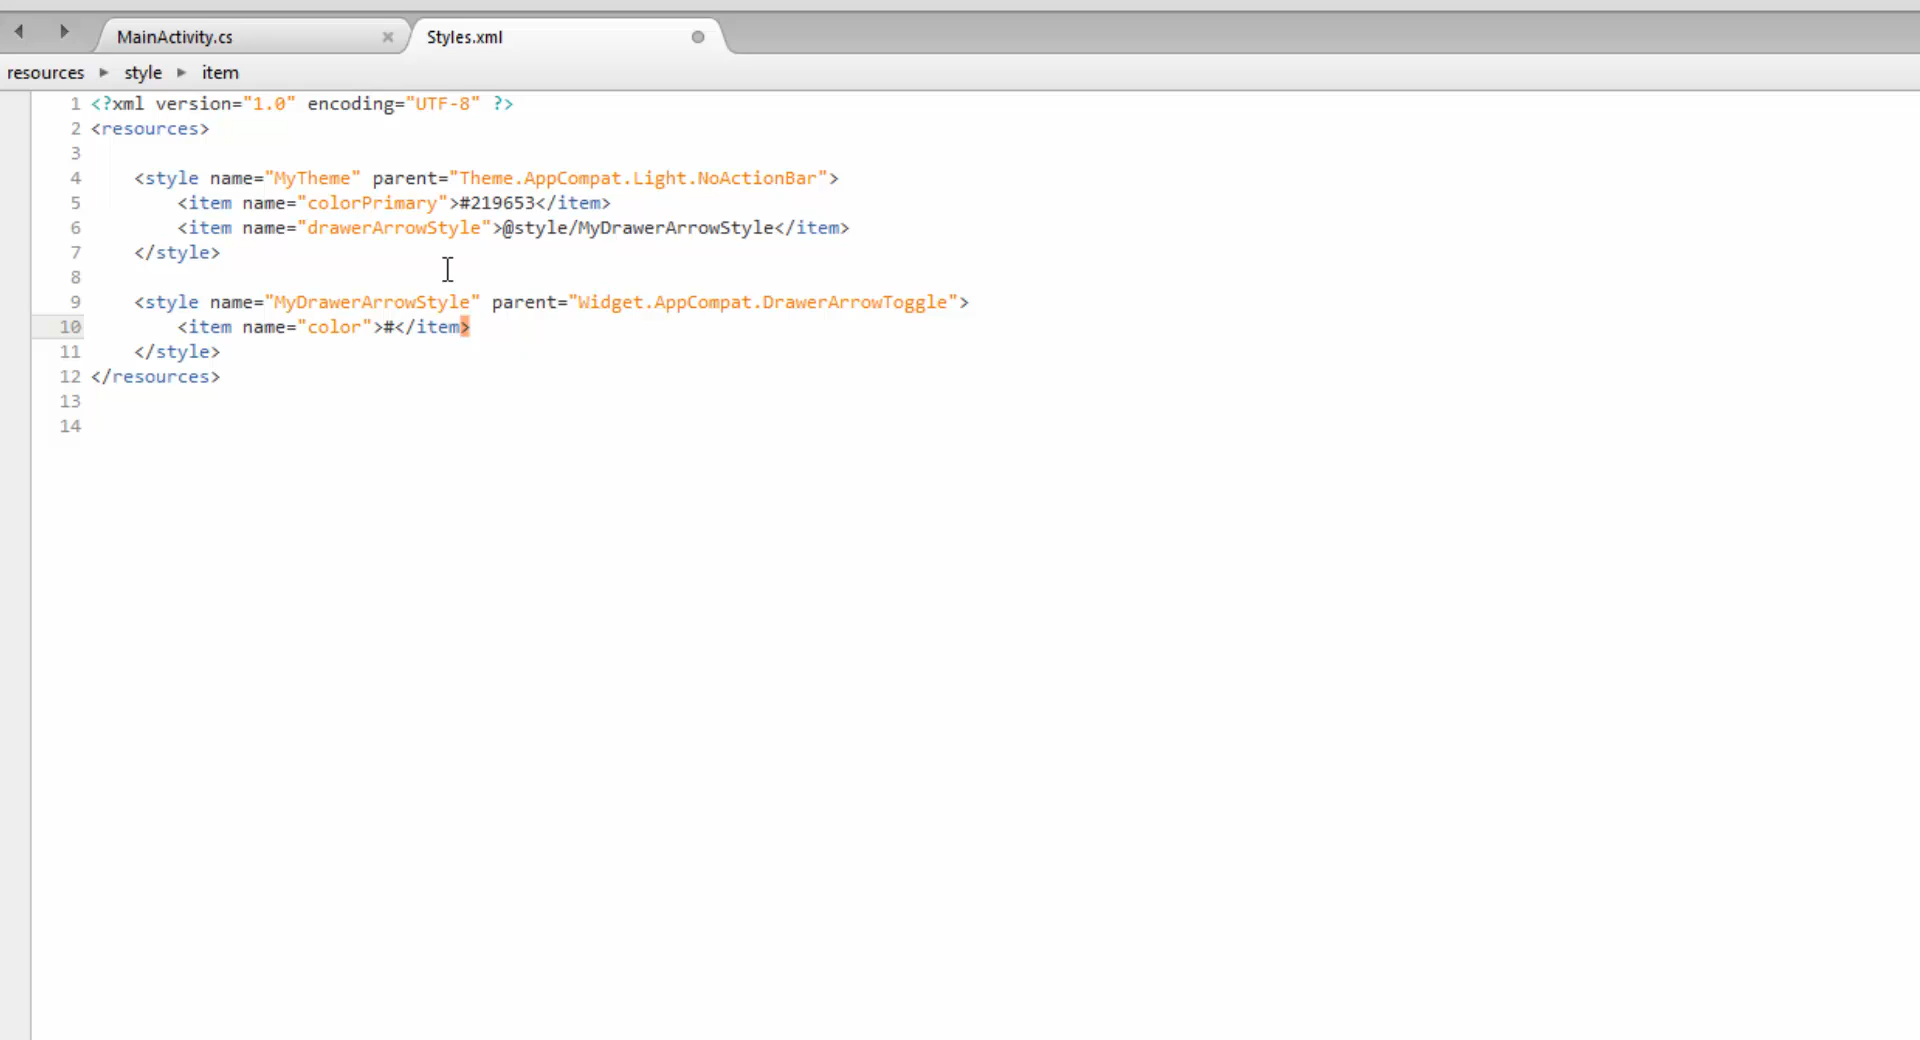 MainActivity.cs
Styles.xml
resources style item
1 <?xml version="1.0" encoding="UTF-8" ?>
2 <resources>
3
4 <style name="MyTheme" parent="Theme.AppCompat.Light.NoActionBar">
5 <item name="colorPrimary">#219653</item>
6 <item name="drawerArrowStyle">@style/MyDrawerArrowStyle</item>
7 </style>
8
9 <style name="MyDrawerArrowStyle" parent="Widget.AppCompat.DrawerArrowToggle">
10 <item name="color">#</item>
11 </style>
12 </resources>
13
14